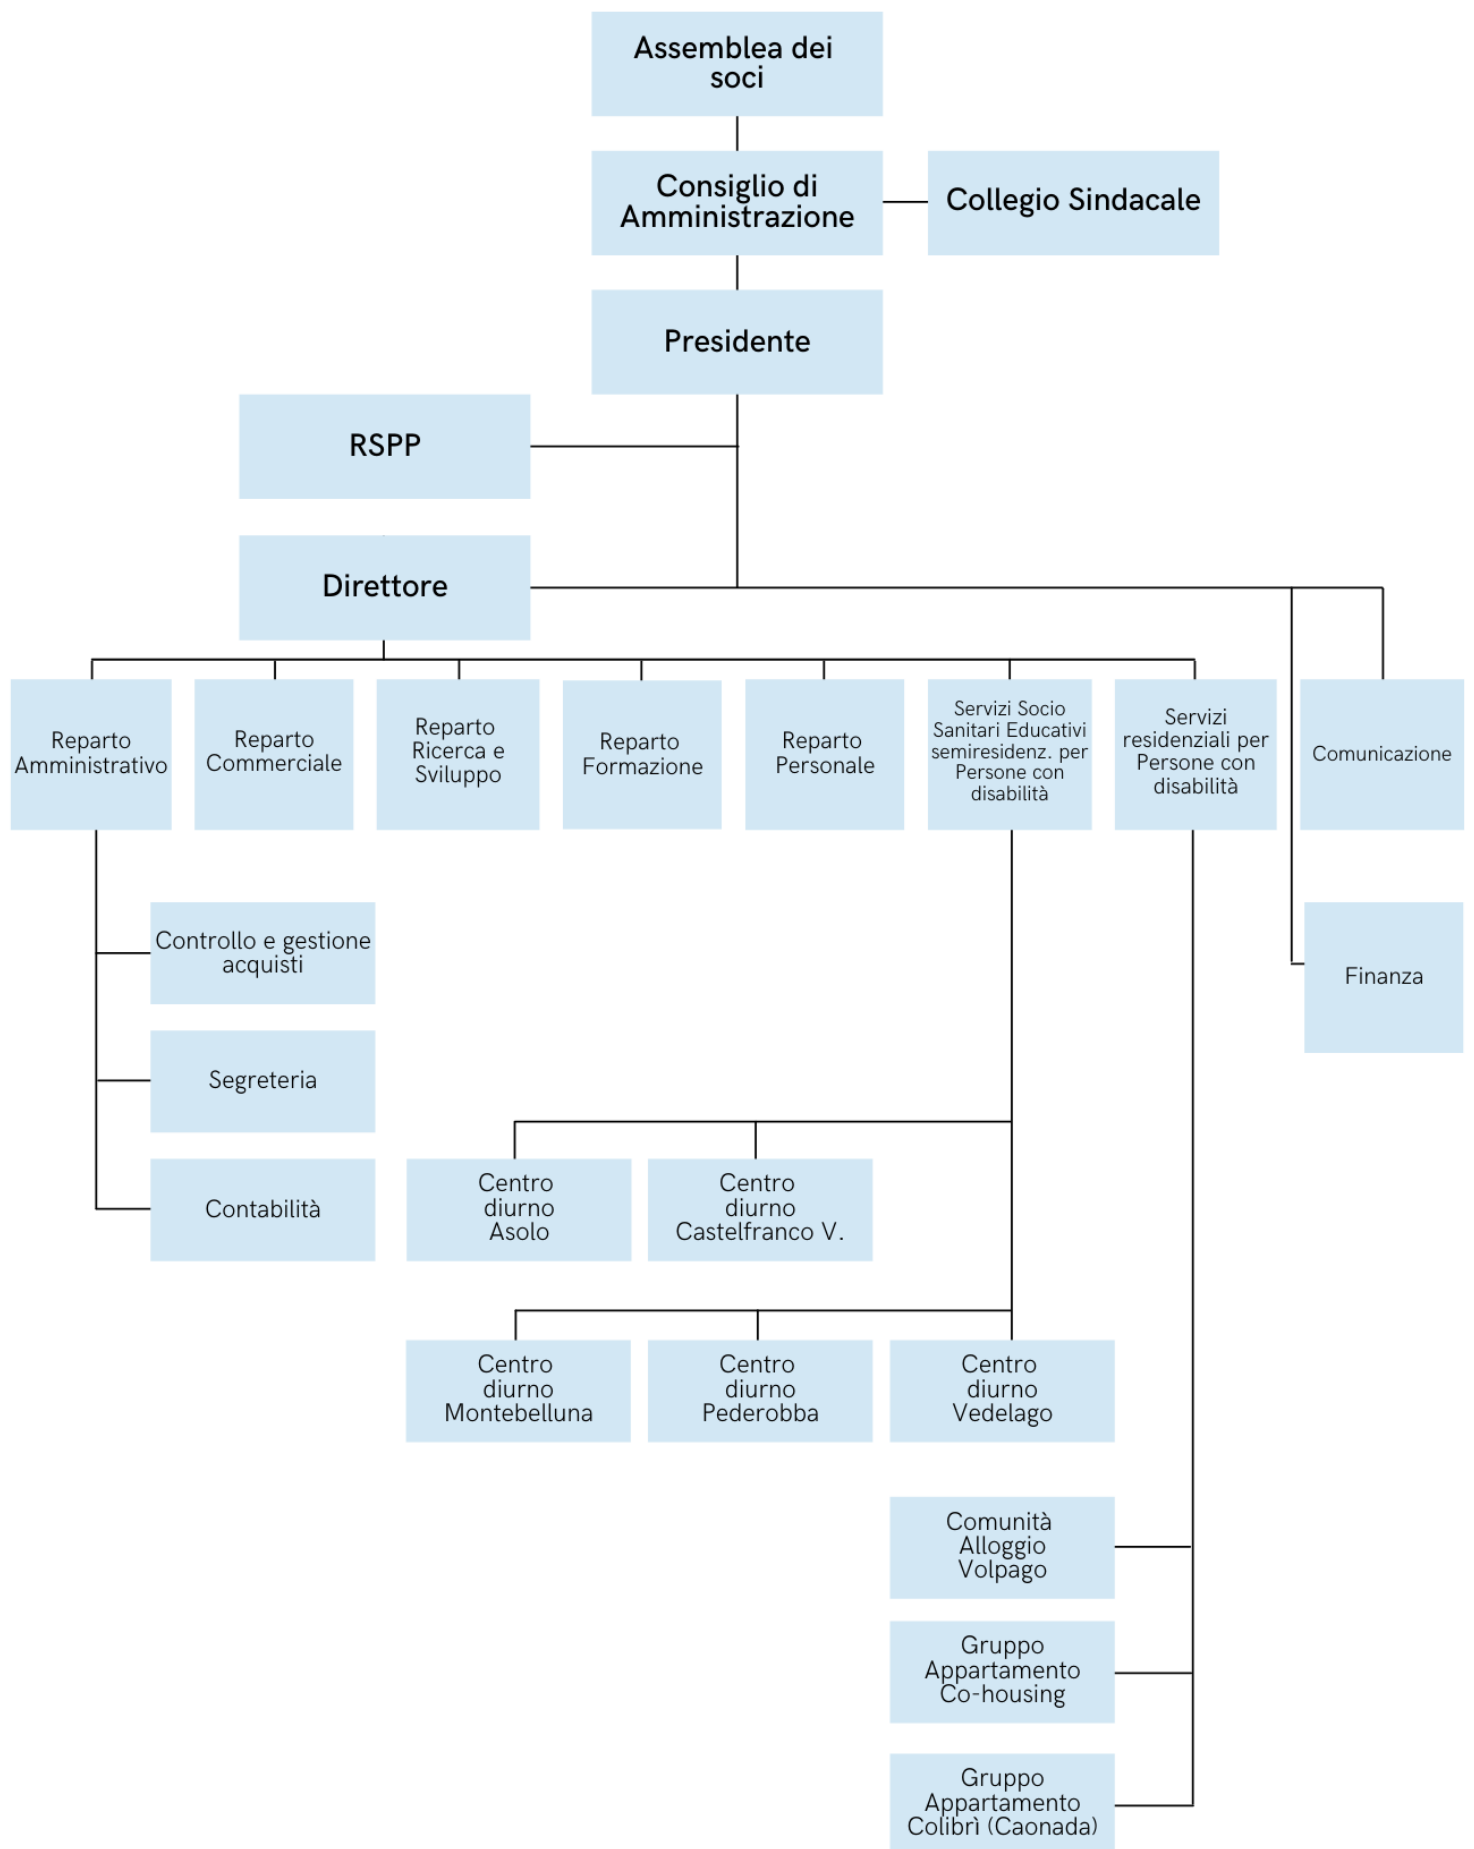 Assemblea dei
soci
Consiglio di
Amministrazione
Collegio Sindacale
Presidente
RSPP
Direttore
Reparto
Amministrativo
Reparto
Commerciale
Reparto
Ricerca e
Sviluppo
Reparto
Formazione
Reparto
Personale
Servizi Socio
Sanitari Educativi
semiresidenz. per
Persone con
disabilità
Servizi
residenziali per
Persone con
disabilità
Comunicazione
Controllo e gestione
acquisti
Finanza
Segreteria
Contabilità
Centro
diurno
Asolo
Centro
diurno
Castelfranco V.
Centro
diurno
Montebelluna
Centro
diurno
Pederobba
Centro
diurno
Vedelago
Comunità
Alloggio
Volpago
Gruppo
Appartamento
Co-housing
Gruppo
Appartamento
Colibrì (Caonada)